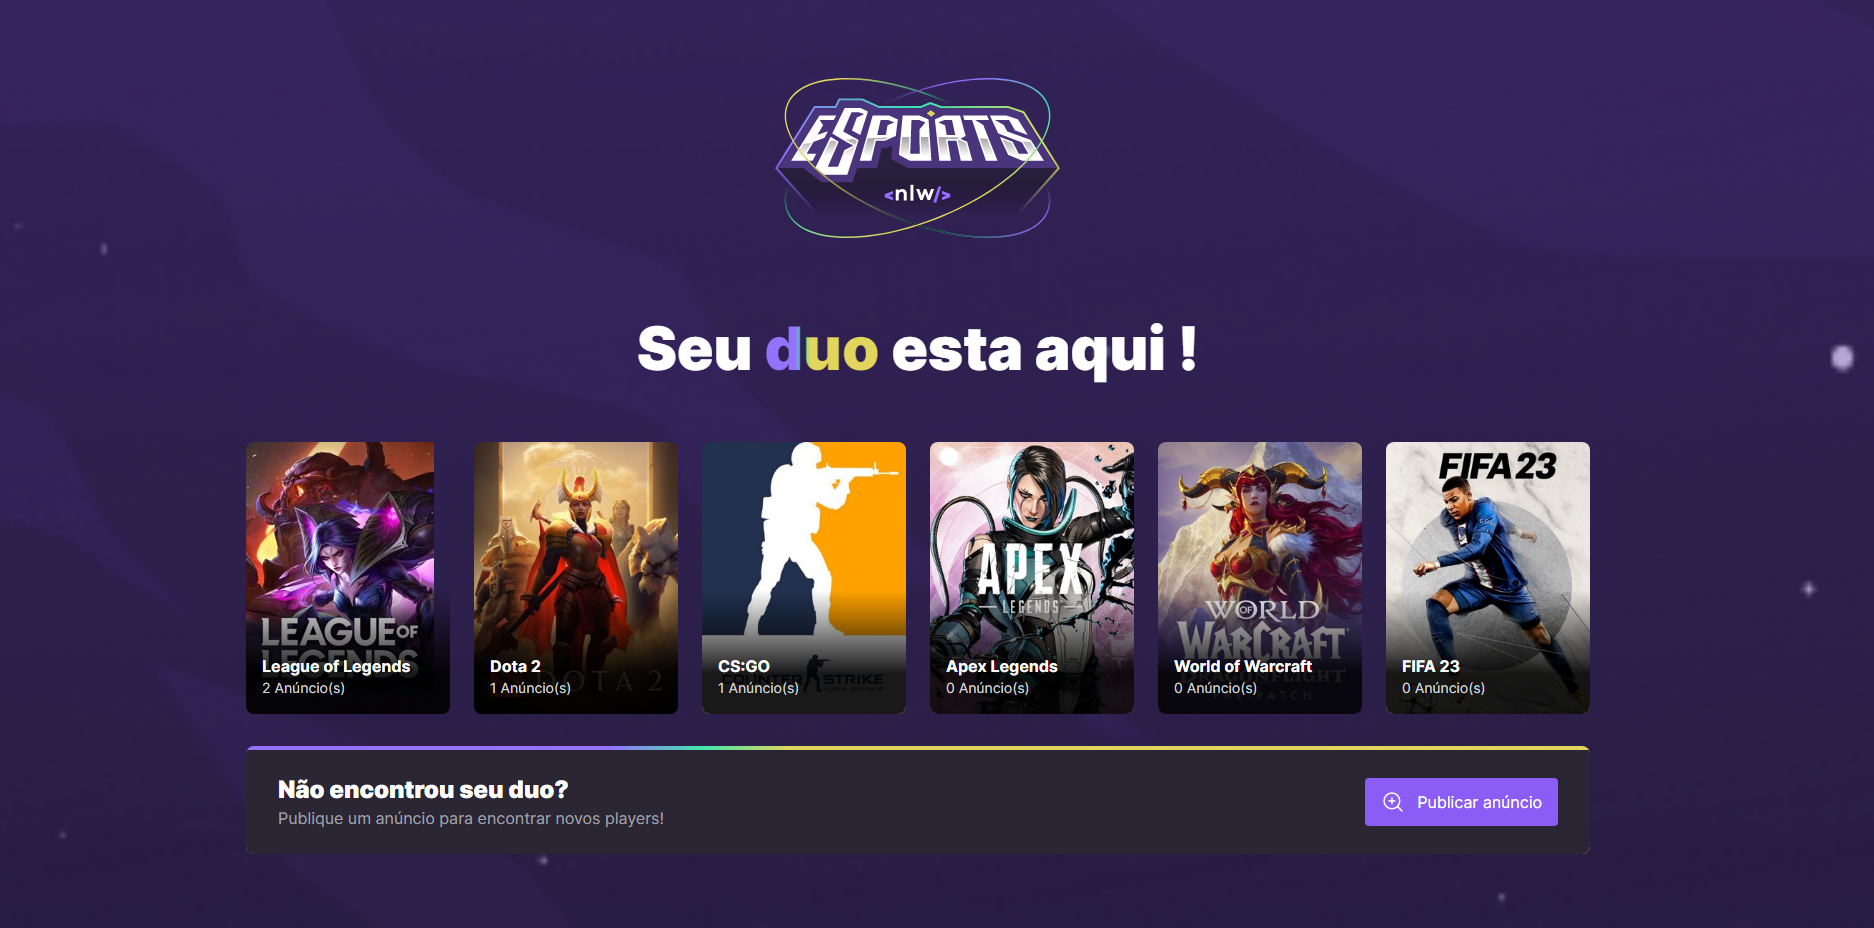 ESPORTS
<nlw/>
Seu duo esta aqui !
LEAGUE OF
LEGENDS
League of Legends
2 Anúncio(s)
DOTA 2
Dota 2
1 Anúncio(s)
CS:GO
COUNTER STRIKE
1 Anúncio(s)
APEX
LEGENDS
Apex Legends
0 Anúncio(s)
WORLD
OF
WARCRAFT
World of Warcraft
DRAGONFLIGHT
0 Anúncio(s)
PATCH
FIFA 23
FIFA 23
0 Anúncio(s)
Não encontrou seu duo?
Publique um anúncio para encontrar novos players!
Publicar anúncio